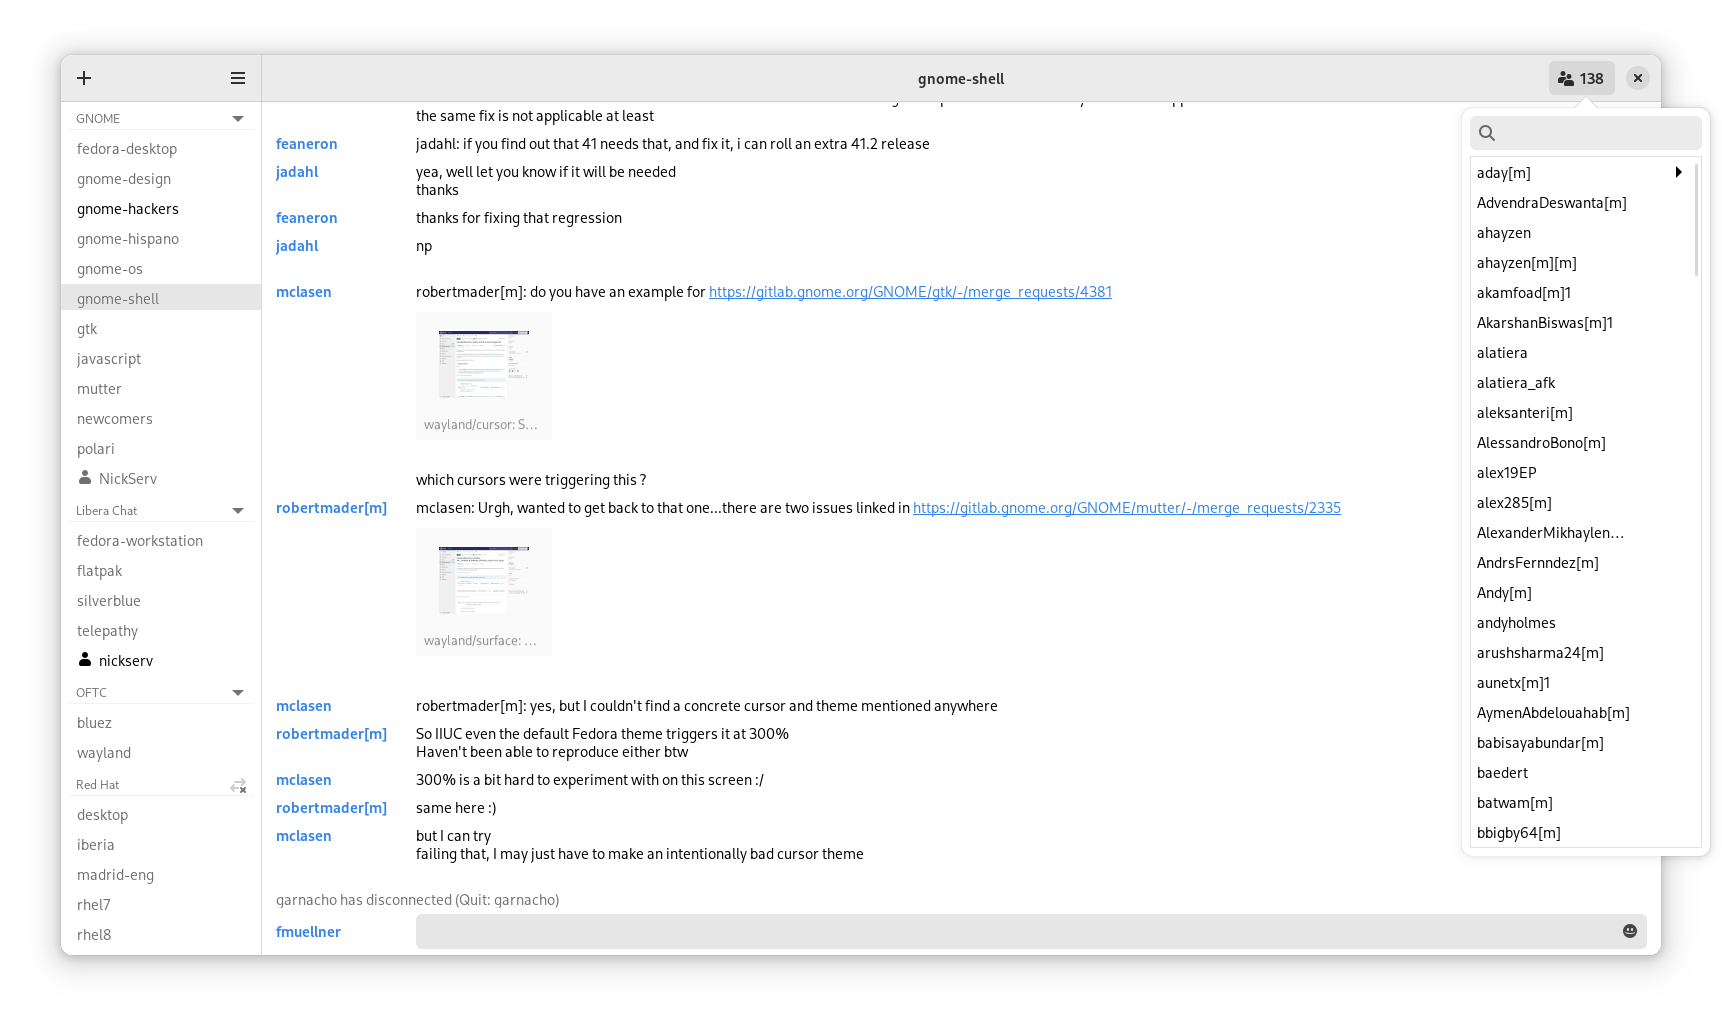 gnome-shell
138
GNOME
fedora-desktop
gnome-design
gnome-hackers
gnome-hispano
gnome-os
gnome-shell
gtk
javascript
mutter
newcomers
polari
NickServ
Libera Chat
fedora-workstation
flatpak
silverblue
telepathy
nickserv
OFTC
bluez
wayland
Red Hat
desktop
iberia
madrid-eng
rhel7
rhel8
the same fix is not applicable at least
feaneron jadahl: if you find out that 41 needs that, and fix it, i can roll an extra 41.2 release
jadahl yea, well let you know if it will be needed
thanks
feaneron thanks for fixing that regression
jadahl np
mclasen robertmader[m]: do you have an example for https://gitlab.gnome.org/GNOME/gtk/-/merge_requests/4381
wayland/cursor: S…
which cursors were triggering this ?
robertmader[m] mclasen: Urgh, wanted to get back to that one...there are two issues linked in https://gitlab.gnome.org/GNOME/mutter/-/merge_requests/2335
wayland/surface: …
mclasen robertmader[m]: yes, but I couldn't find a concrete cursor and theme mentioned anywhere
robertmader[m] So IIUC even the default Fedora theme triggers it at 300%
Haven't been able to reproduce either btw
mclasen 300% is a bit hard to experiment with on this screen :/
robertmader[m] same here :)
mclasen but I can try
failing that, I may just have to make an intentionally bad cursor theme
garnacho has disconnected (Quit: garnacho)
fmuellner
aday[m]
AdvendraDeswanta[m]
ahayzen
ahayzen[m][m]
akamfoad[m]1
AkarshanBiswas[m]1
alatiera
alatiera_afk
aleksanteri[m]
AlessandroBono[m]
alex19EP
alex285[m]
AlexanderMikhaylen…
AndrsFernndez[m]
Andy[m]
andyholmes
arushsharma24[m]
aunetx[m]1
AymenAbdelouahab[m]
babisayabundar[m]
baedert
batwam[m]
bbigby64[m]